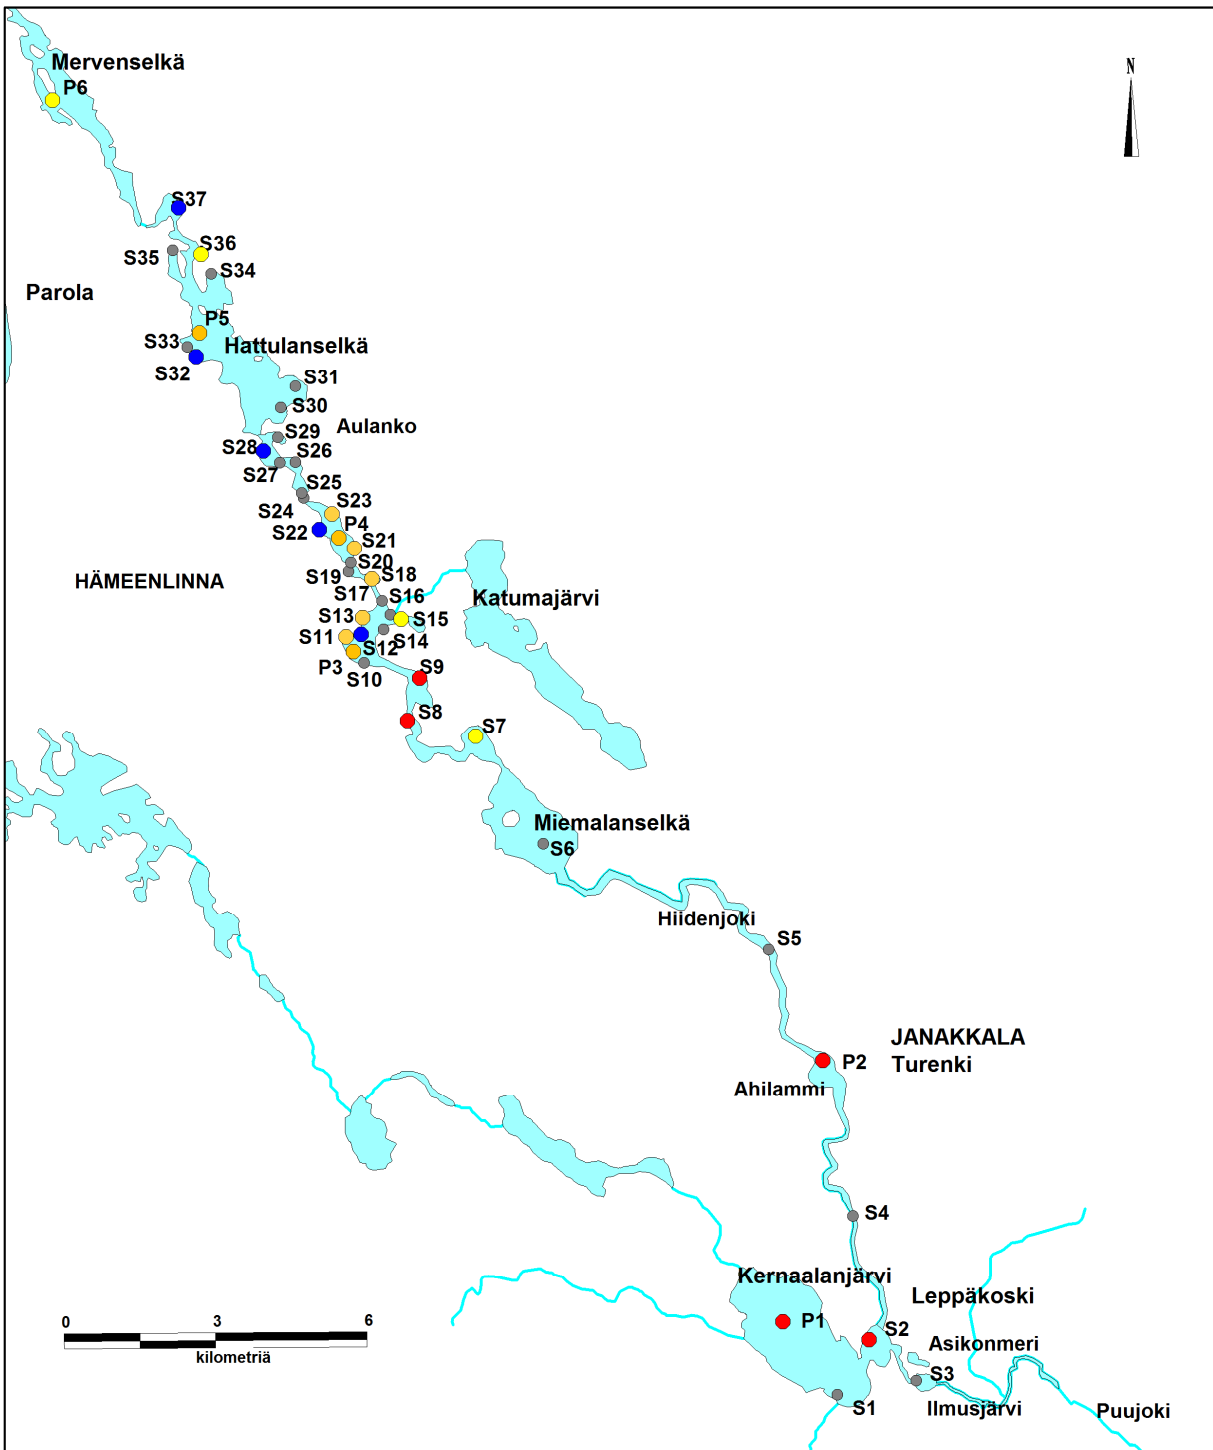 Mervenselkä
N
P6
S37
S36
S35
S34
Parola
P5
S33
Hattulanselkä
S32
S31
S30
Aulanko
S29
S28
S26
S27
S25
S23
S24
S22
P4
S21
S20
S19
S18
HÄMEENLINNA
S17
S16
Katumajärvi
S13
S15
S11
S14
S12
P3
S10
S9
S8
S7
Miemalanselkä
S6
Hiidenjoki
S5
JANAKKALA
P2
Turenki
Ahilammi
S4
Kernaalanjärvi
Leppäkoski
0 3 6
P1
S2
Asikonmeri
kilometriä
S3
S1
Ilmusjärvi
Puujoki